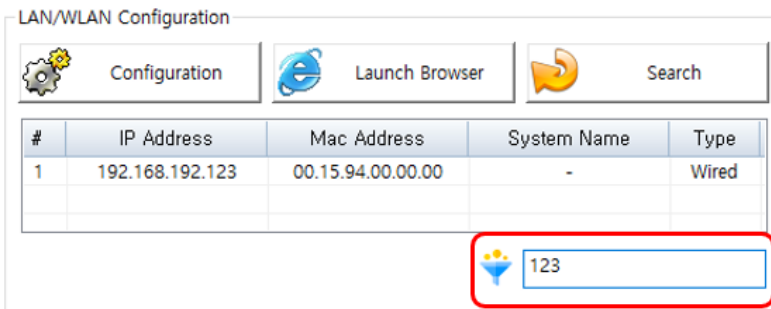 LAN/WLAN Configuration
Configuration Launch Browser Search
# IP Address Mac Address System Name Type
1 192.168.192.123 00.15.94.00.00.00 - Wired
123